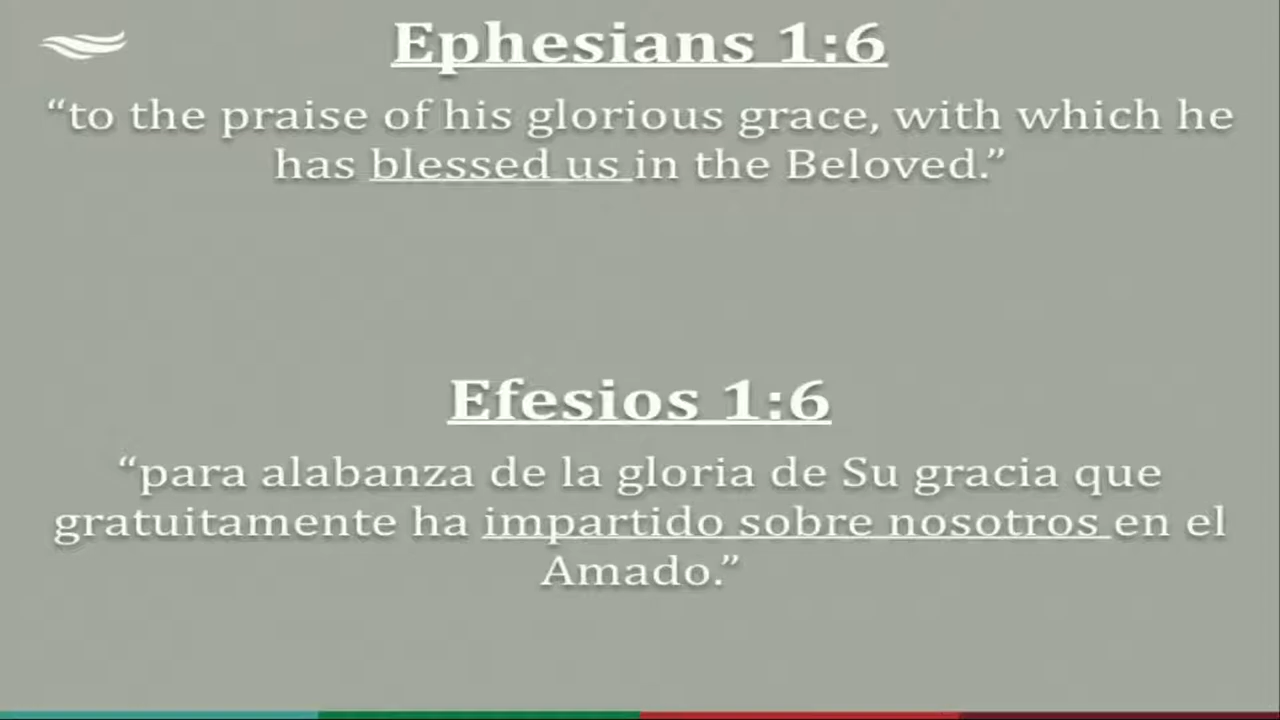 Ephesians 1:6
“to the praise of his glorious grace, with which he
has blessed us in the Beloved.”
Efesios 1:6
“para alabanza de la gloria de Su gracia que
gratuitamente ha impartido sobre nosotros en el
Amado.”